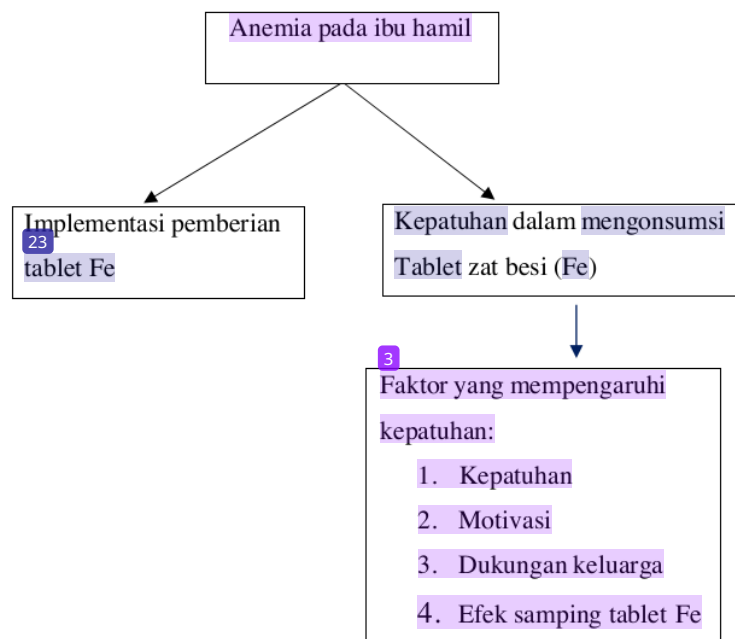 Anemia pada ibu hamil
Implementasi pemberian
23
tablet Fe
Kepatuhan dalam mengonsumsi
Tablet zat besi (Fe)
3
Faktor yang mempengaruhi
kepatuhan:
1. Kepatuhan
2. Motivasi
3. Dukungan keluarga
4. Efek samping tablet Fe